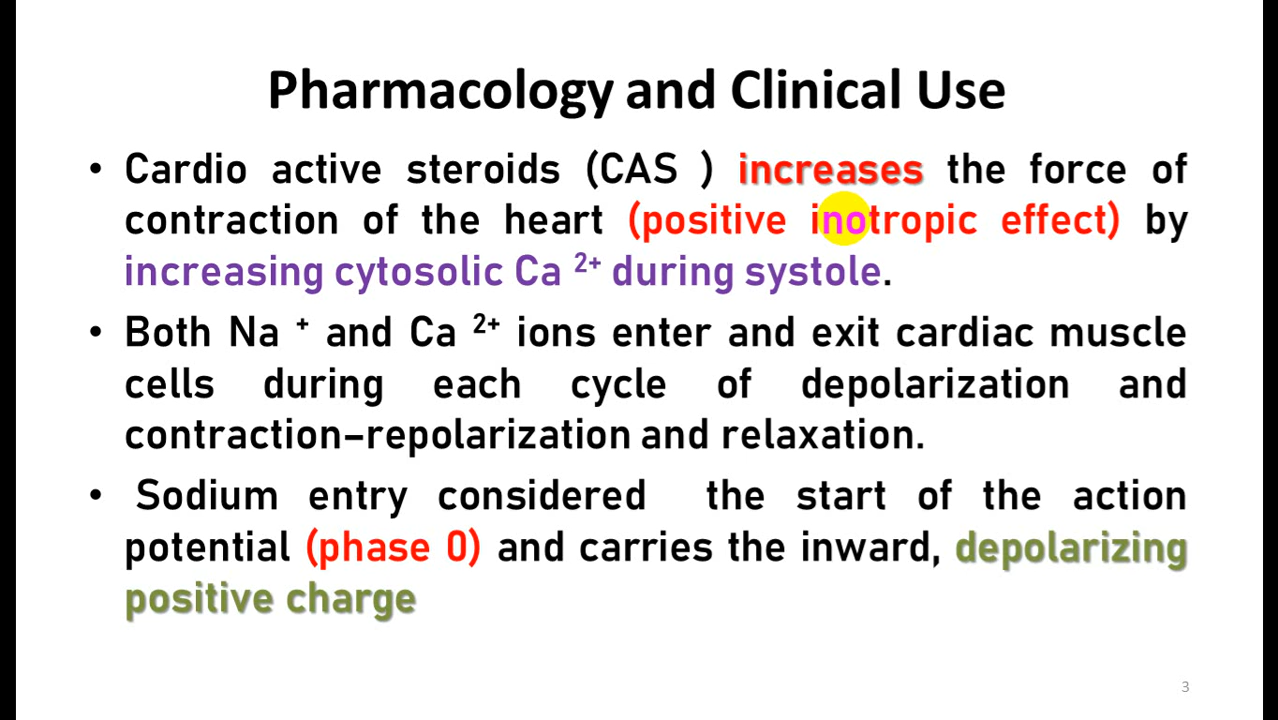 Pharmacology and Clinical Use
• Cardio active steroids (CAS ) increases the force of
contraction of the heart (positive inotropic effect) by
increasing cytosolic Ca ²⁺ during systole.
• Both Na ⁺ and Ca ²⁺ ions enter and exit cardiac muscle
cells during each cycle of depolarization and
contraction–repolarization and relaxation.
• Sodium entry considered the start of the action
potential (phase 0) and carries the inward, depolarizing
positive charge
3